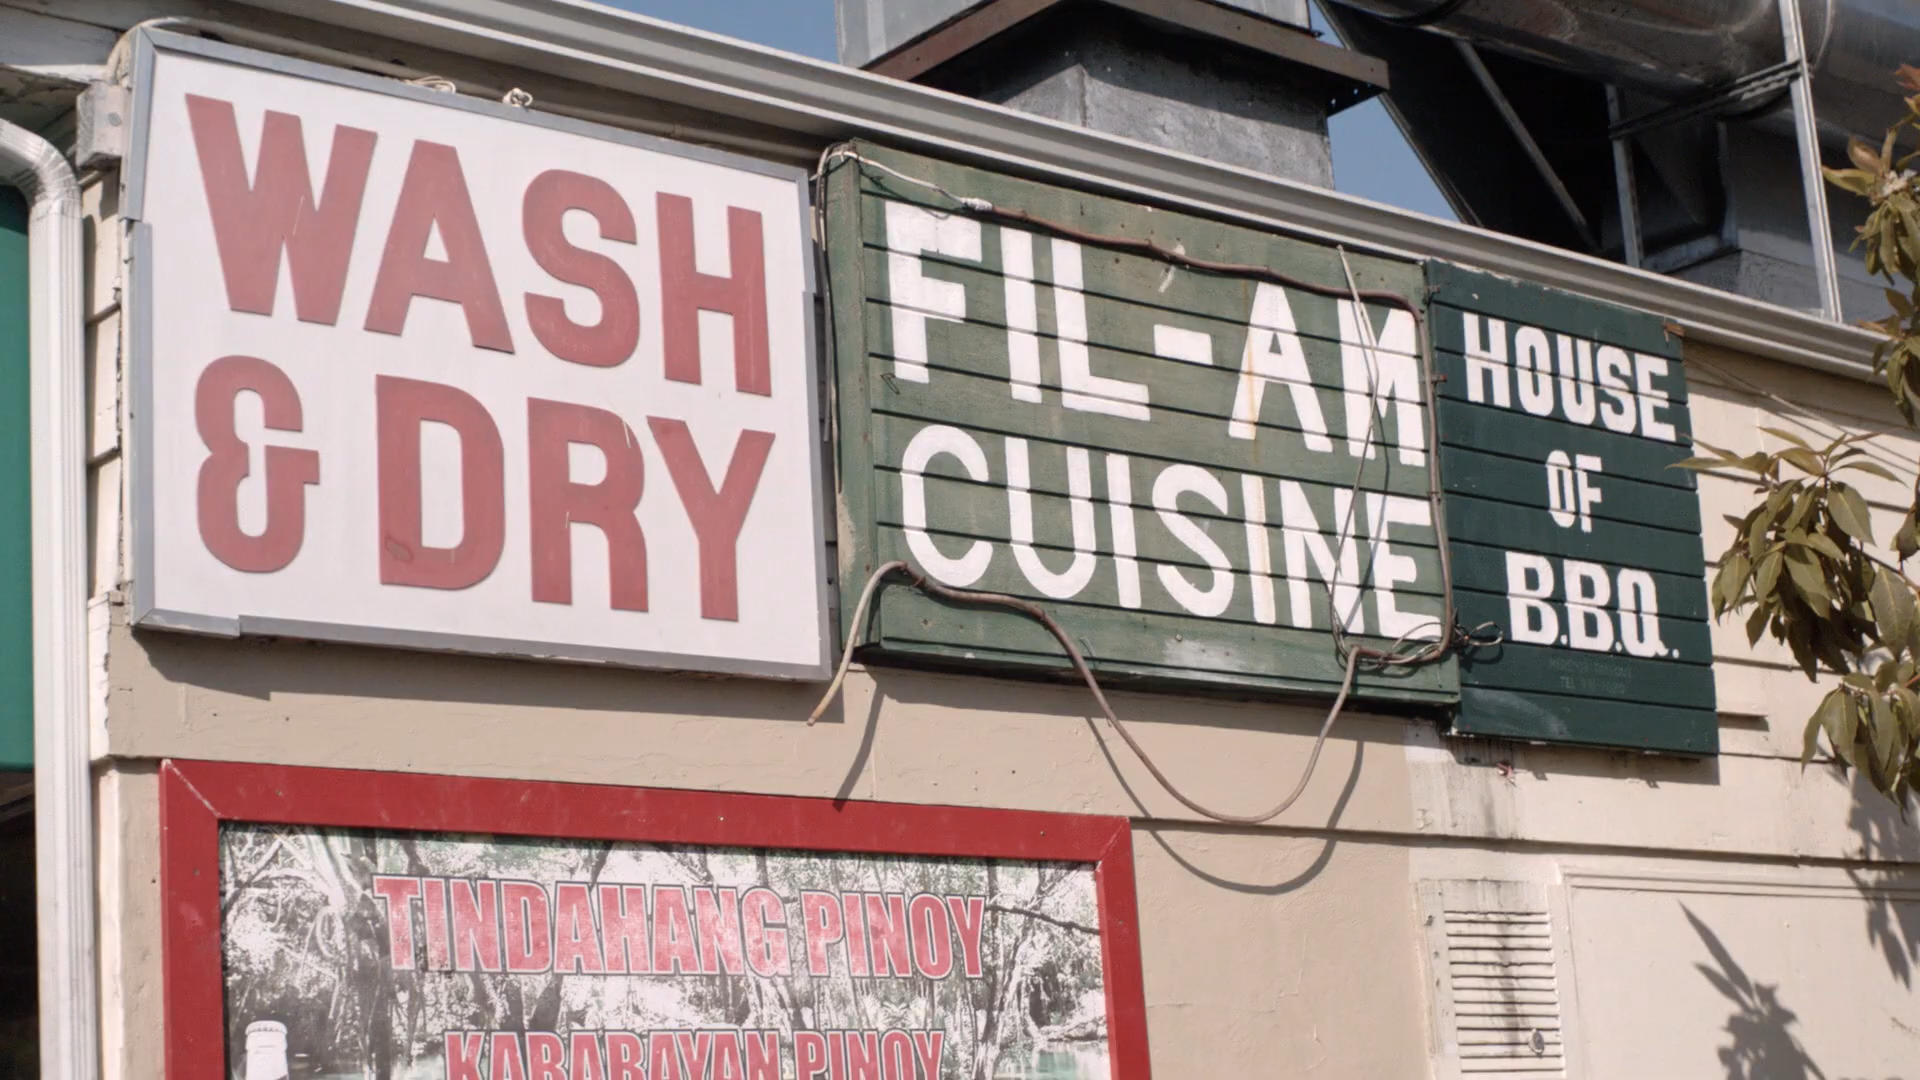 WASH
& DRY
FIL-AM
CUISINE
HOUSE
OF
B.B.Q.
TINDAHANG PINOY
KABABAYAN PINOY